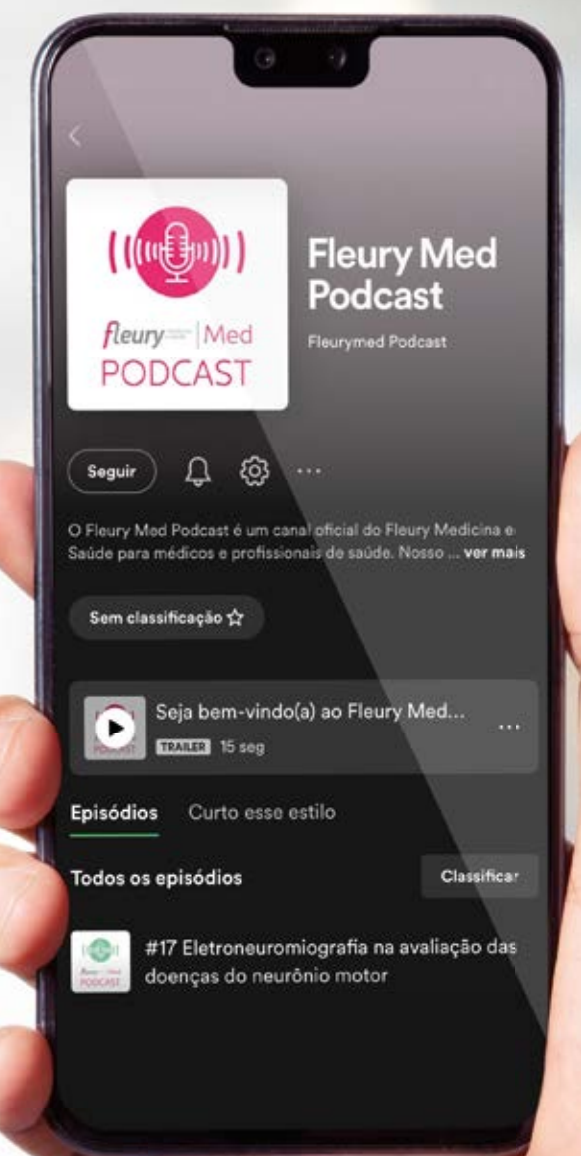 fleury | Med
PODCAST
Fleury Med
Podcast
Fleurymed Podcast
Seguir
O Fleury Med Podcast é um canal oficial do Fleury Medicina e
Saúde para médicos e profissionais de saúde. Nosso ... ver mais
Sem classificação
PODCAST
Seja bem-vindo(a) ao Fleury Med...
TRAILER 15 seg
Episódios Curto esse estilo
Todos os episódios Classificar
PODCAST
#17 Eletroneuromiografia na avaliação das
doenças do neurônio motor